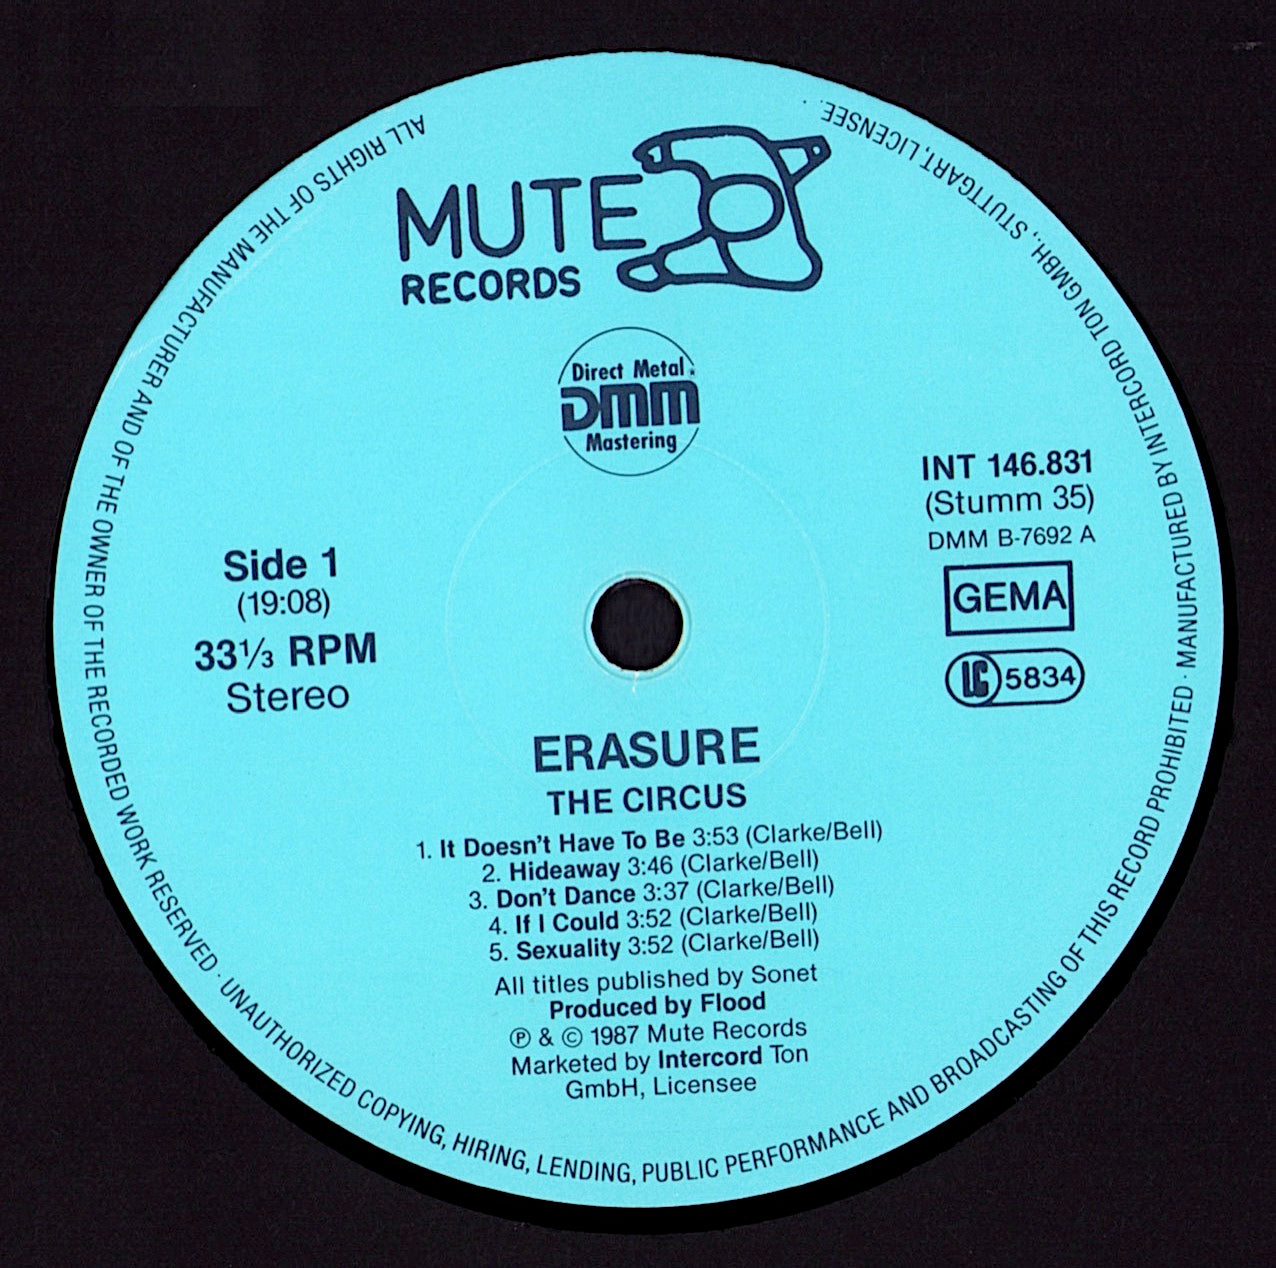 MUTE
RECORDS
Direct Metal
DMM
Mastering
INT 146.831
(Stumm 35)
DMM B-7692 A
GEMA
LC 5834
Side 1
(19:08)
33⅓ RPM
Stereo
ERASURE
THE CIRCUS
1. It Doesn't Have To Be 3:53 (Clarke/Bell)
2. Hideaway 3:46 (Clarke/Bell)
3. Don't Dance 3:37 (Clarke/Bell)
4. If I Could 3:52 (Clarke/Bell)
5. Sexuality 3:52 (Clarke/Bell)
All titles published by Sonet
Produced by Flood
℗ & © 1987 Mute Records
Marketed by Intercord Ton
GmbH, Licensee
ALL RIGHTS OF THE MANUFACTURER AND OF THE OWNER OF THE RECORDED WORK RESERVED · UNAUTHORIZED COPYING, HIRING, LENDING, PUBLIC PERFORMANCE AND BROADCASTING OF THIS RECORD PROHIBITED · MANUFACTURED BY INTERCORD TON GMBH., STUTTGART, LICENSEE. ·